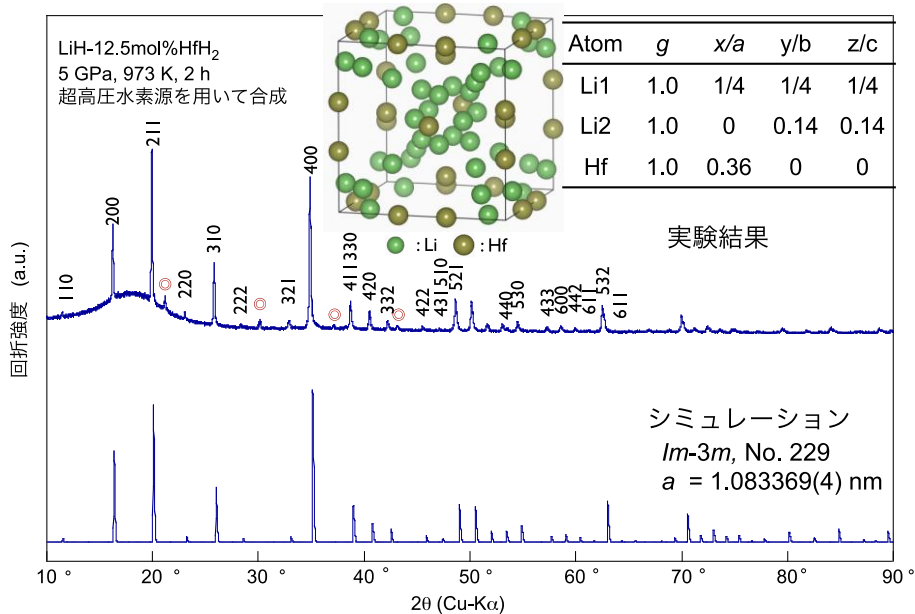 LiH-12.5mol%HfH2
5 GPa, 973 K, 2 h
超高圧水素源を用いて合成
Atom g x/a y/b z/c
Li1 1.0 1/4 1/4 1/4
Li2 1.0 0 0.14 0.14
Hf 1.0 0.36 0 0
: Li : Hf
実験結果
110
200
211
220
310
222
321
400
411 330
420
332
422
431 510
521
440
530
433
600
442
611
532
611
シミュレーション
Im-3m, No. 229
a = 1.083369(4) nm
回折強度 (a.u.)
10 ° 20 ° 30 ° 40 ° 50 ° 60 ° 70 ° 80 ° 90 °
2θ (Cu-Kα)